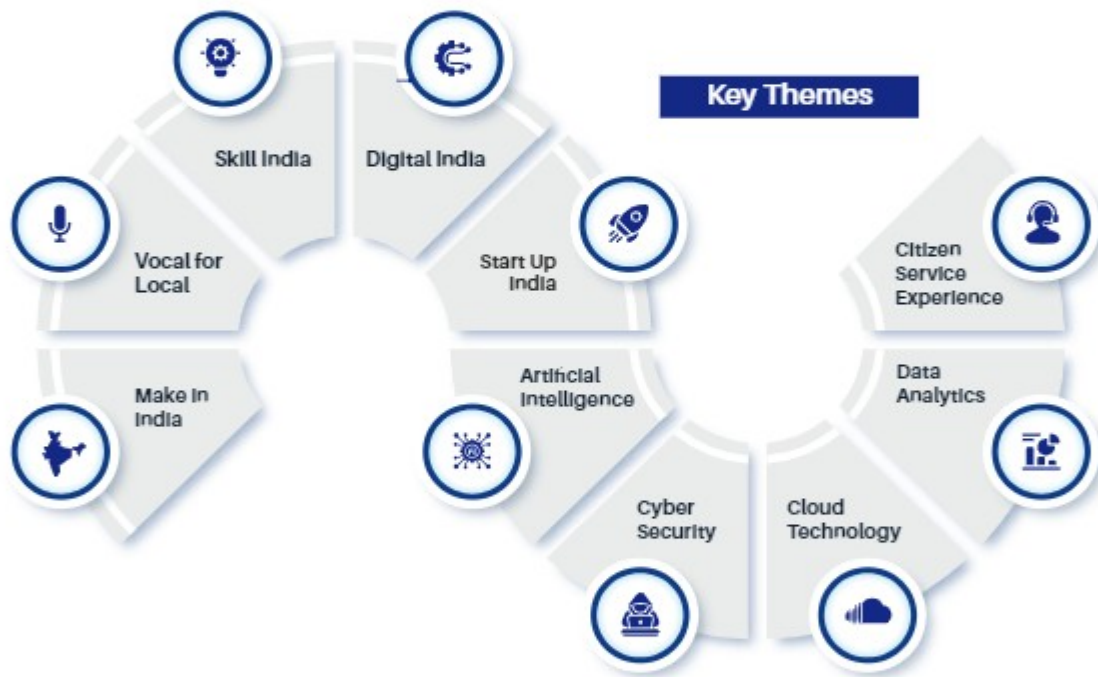 Key Themes
Make in
India
Vocal for
Local
Skill India
Digital India
Start Up
India
Artificial
Intelligence
Cyber
Security
Cloud
Technology
Data
Analytics
Citizen
Service
Experience